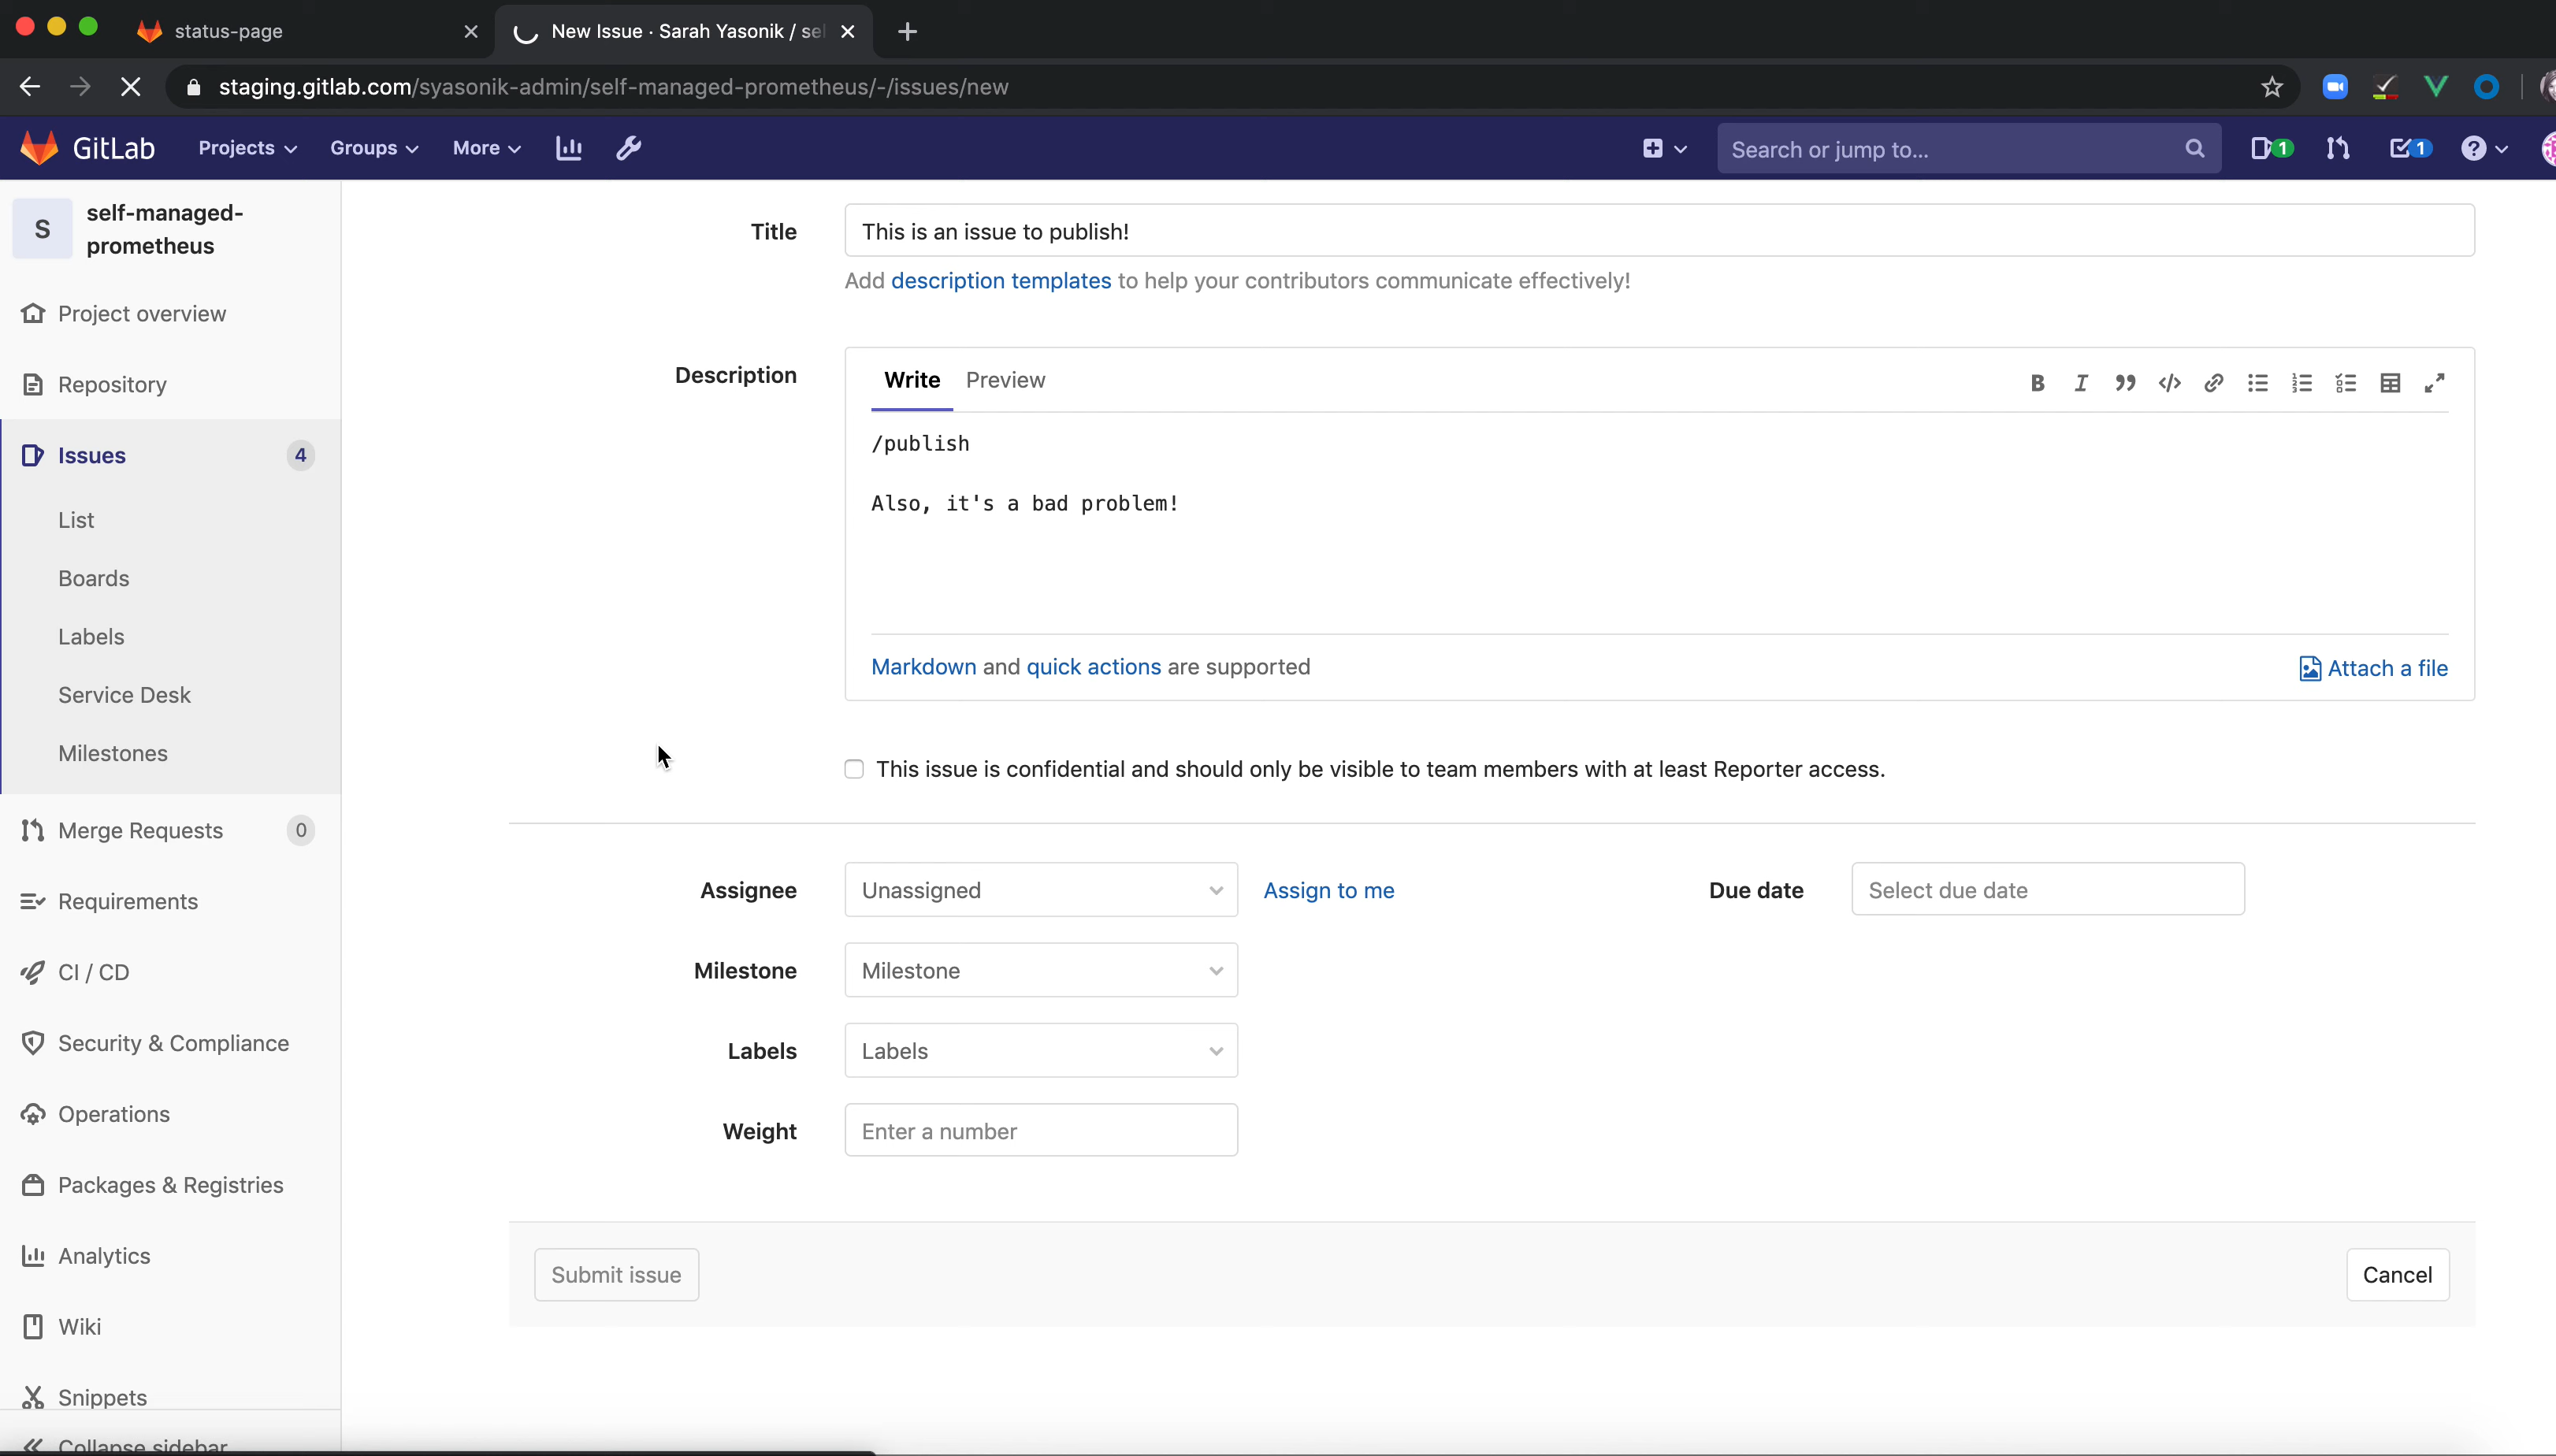 status-page
New Issue · Sarah Yasonik / sel
staging.gitlab.com/syasonik-admin/self-managed-prometheus/-/issues/new
GitLab
Projects
Groups
More
Search or jump to...
1
1
S
self-managed-
prometheus
Project overview
Repository
Issues 4
List
Boards
Labels
Service Desk
Milestones
Merge Requests 0
Requirements
CI / CD
Security & Compliance
Operations
Packages & Registries
Analytics
Wiki
Snippets
Collapse sidebar
Title
This is an issue to publish!
Add description templates to help your contributors communicate effectively!
Description
Write Preview
/publish
Also, it's a bad problem!
Markdown and quick actions are supported
Attach a file
This issue is confidential and should only be visible to team members with at least Reporter access.
Assignee
Unassigned
Assign to me
Due date
Select due date
Milestone
Milestone
Labels
Labels
Weight
Enter a number
Submit issue
Cancel